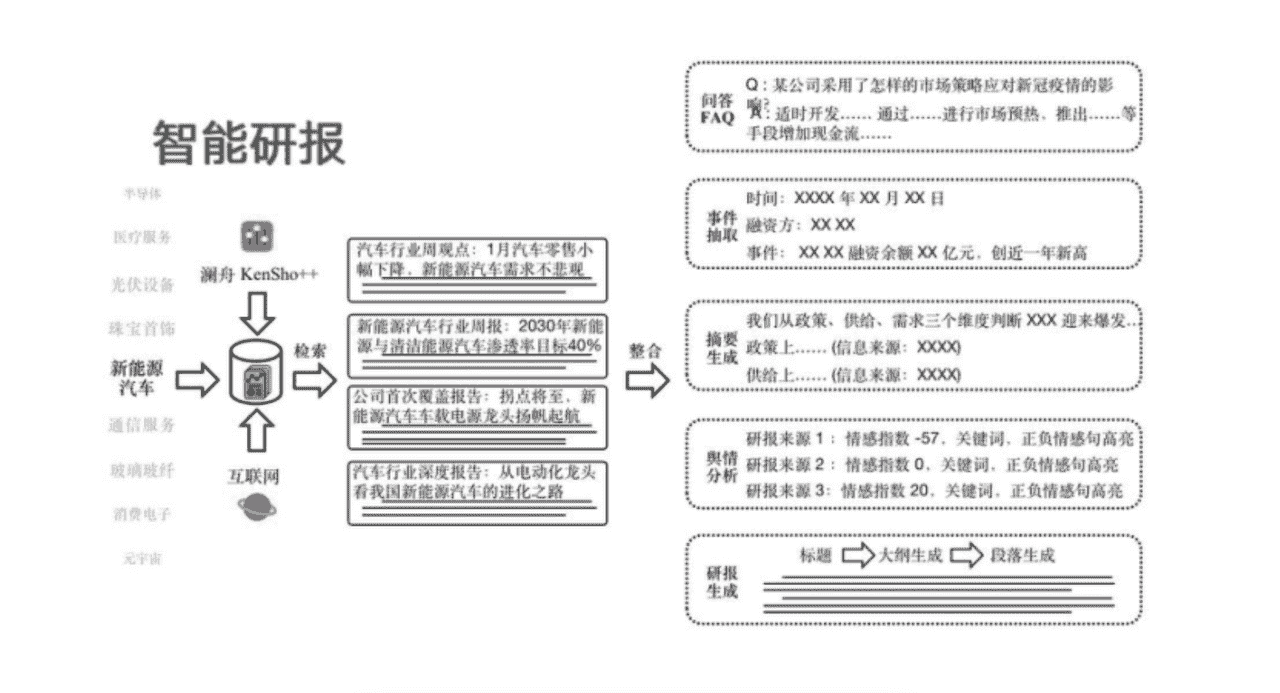 智能研报
半导体
医疗服务
光伏设备
珠宝首饰
新能源
汽车
通信服务
玻璃玻纤
消费电子
元宇宙
澜舟 KenSho++
互联网
检索
汽车行业周观点：1月汽车零售小
幅下降，新能源汽车需求不悲观
新能源汽车行业周报：2030年新能
源与清洁能源汽车渗透率目标40%
公司首次覆盖报告：拐点将至，新
能源汽车车载电源龙头扬帆起航
汽车行业深度报告：从电动化龙头
看我国新能源汽车的进化之路
整合
问答
FAQ
Q：某公司采用了怎样的市场策略应对新冠疫情的影
响?
A：适时开发…… 通过……进行市场预热，推出……等
手段增加现金流……
事件
抽取
时间：XXXX 年 XX 月 XX 日
融资方：XX XX
事件： XX XX 融资余额 XX 亿元，创近一年新高
摘要
生成
我们从政策、供给、需求三个维度判断 XXX 迎来爆发...
政策上…… (信息来源：XXXX)
供给上…… (信息来源：XXXX)
舆情
分析
研报来源 1： 情感指数 -57，关键词，正负情感句高亮
研报来源 2： 情感指数 0，关键词，正负情感句高亮
研报来源 3：情感指数 20，关键词，正负情感句高亮
研报
生成
标题
大纲生成
段落生成